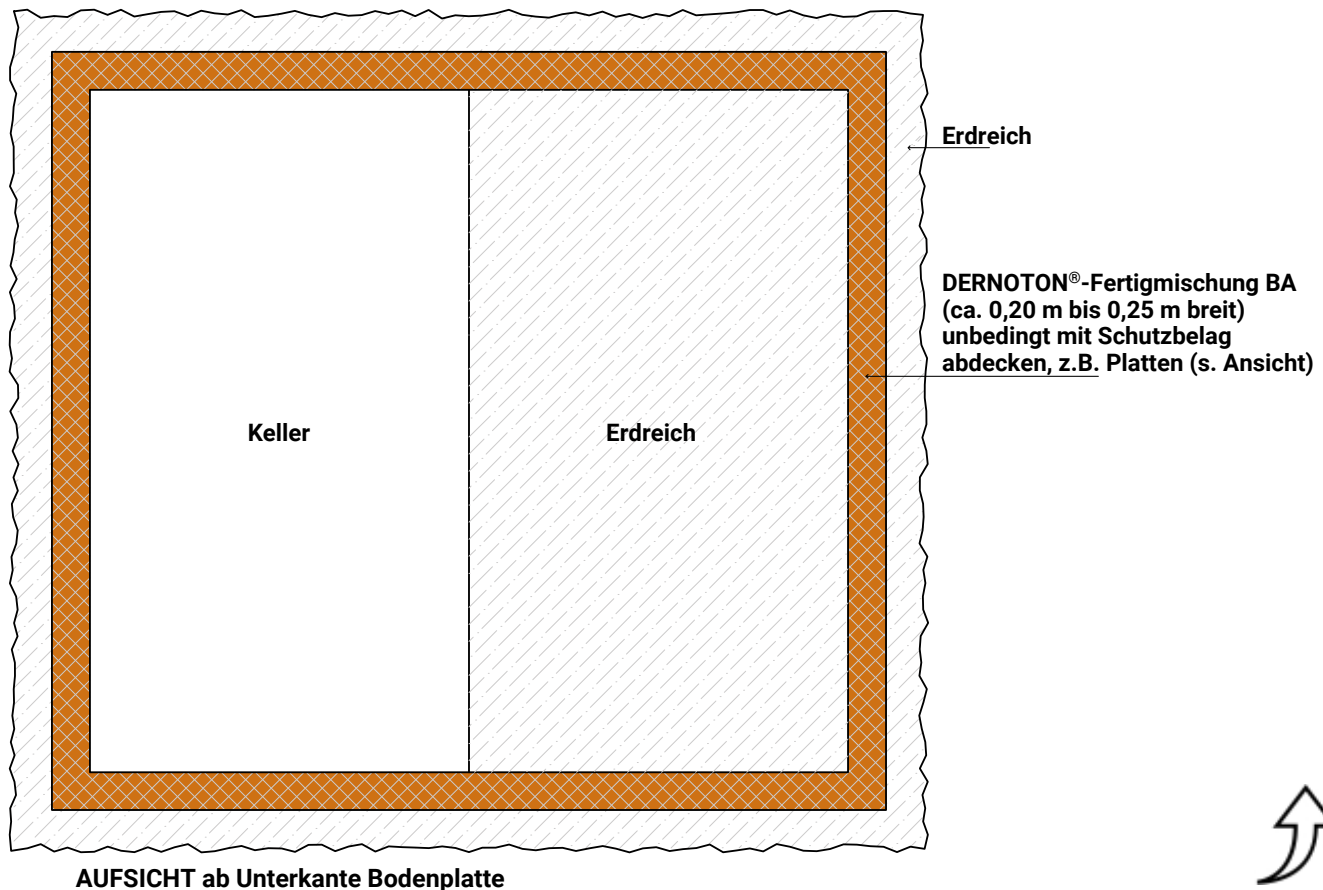 Erdreich
DERNOTON®-Fertigmischung BA
(ca. 0,20 m bis 0,25 m breit)
unbedingt mit Schutzbelag
abdecken, z.B. Platten (s. Ansicht)
Keller
Erdreich
AUFSICHT ab Unterkante Bodenplatte